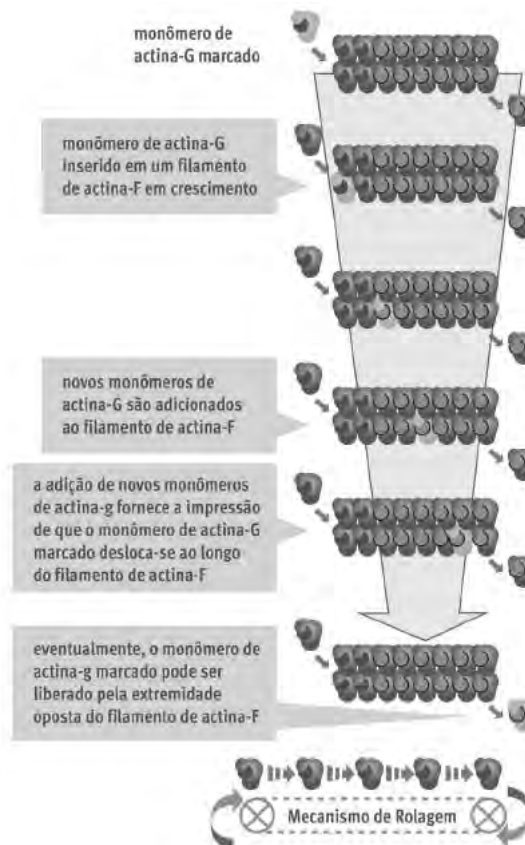 monômero de
actina-G marcado
monômero de actina-G
inserido em um filamento
de actina-F em crescimento
novos monômeros de
actina-G são adicionados
ao filamento de actina-F
a adição de novos monômeros
de actina-g fornece a impressão
de que o monômero de actina-G
marcado desloca-se ao longo
do filamento de actina-F
eventualmente, o monômero de
actina-g marcado pode ser
liberado pela extremidade
oposta do filamento de actina-F
Mecanismo de Rolagem